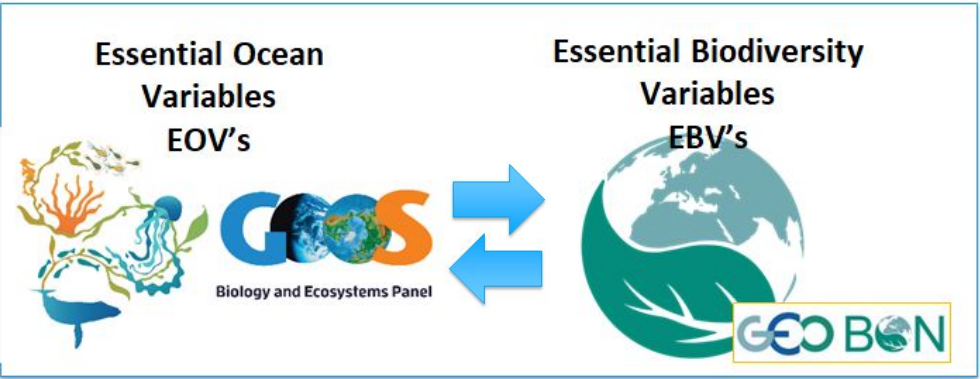 Essential Ocean
Variables
EOV's
GOOS
Biology and Ecosystems Panel
Essential Biodiversity
Variables
EBV's
GEO BON